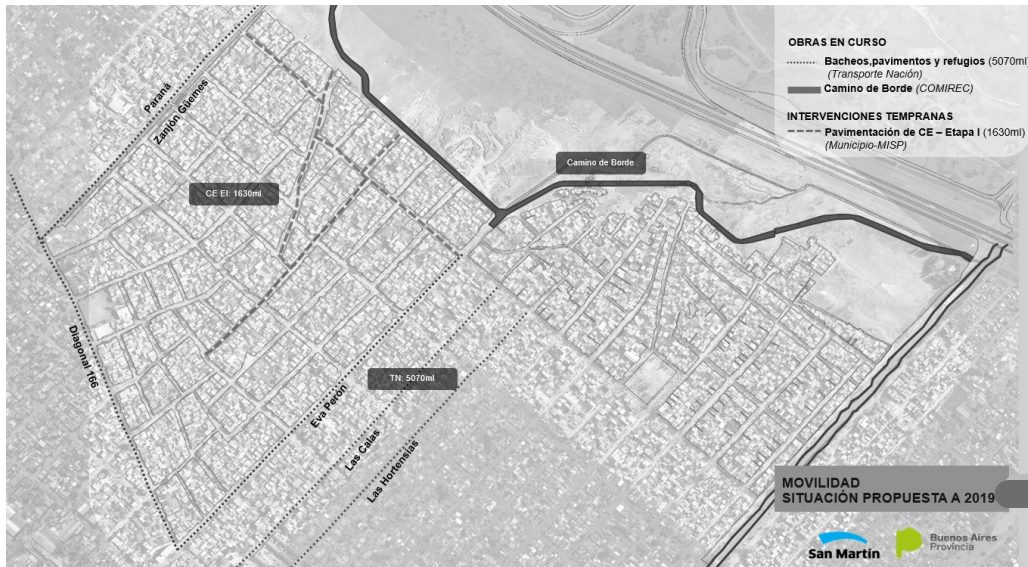 OBRAS EN CURSO
Bacheos,pavimentos y refugios (5070ml)
(Transporte Nación)
Camino de Borde (COMIREC)
INTERVENCIONES TEMPRANAS
Pavimentación de CE – Etapa I (1630ml)
(Municipio-MISP)
Paraná
Zanjón Güemes
Camino de Borde
CE EI: 1630ml
Diagonal 166
TN: 5070ml
Eva Perón
Las Calas
Las Hortensias
MOVILIDAD
SITUACIÓN PROPUESTA A 2019
San Martín
Buenos Aires
Provincia